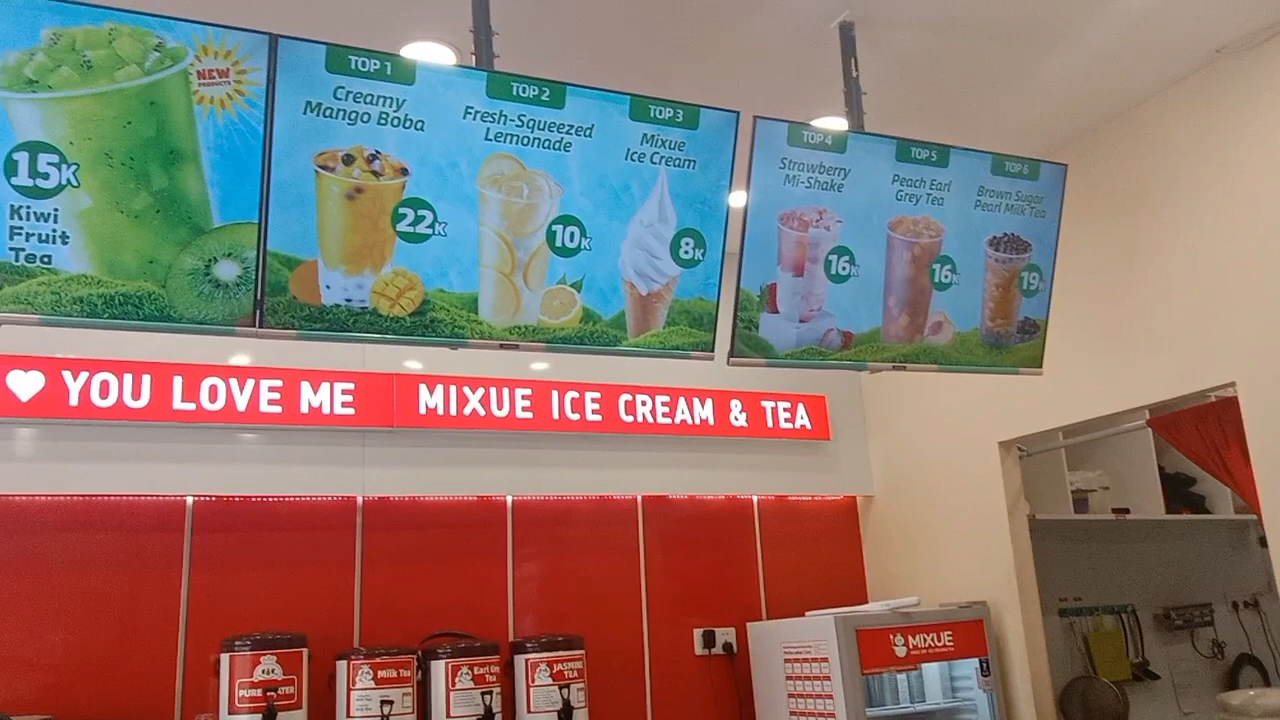 NEW
PRODUCTS
15K
Kiwi
Fruit
Tea
TOP 1
Creamy
Mango Boba
22K
TOP 2
Fresh-Squeezed
Lemonade
10K
TOP 3
Mixue
Ice Cream
8K
TOP 4
Strawberry
Mi-Shake
16K
TOP 5
Peach Earl
Grey Tea
16K
TOP 6
Brown Sugar
Pearl Milk Tea
19K
YOU LOVE ME
MIXUE ICE CREAM & TEA
PURE WATER
Milk Tea
Earl Grey
Tea
JASMINE
TEA
MIXUE